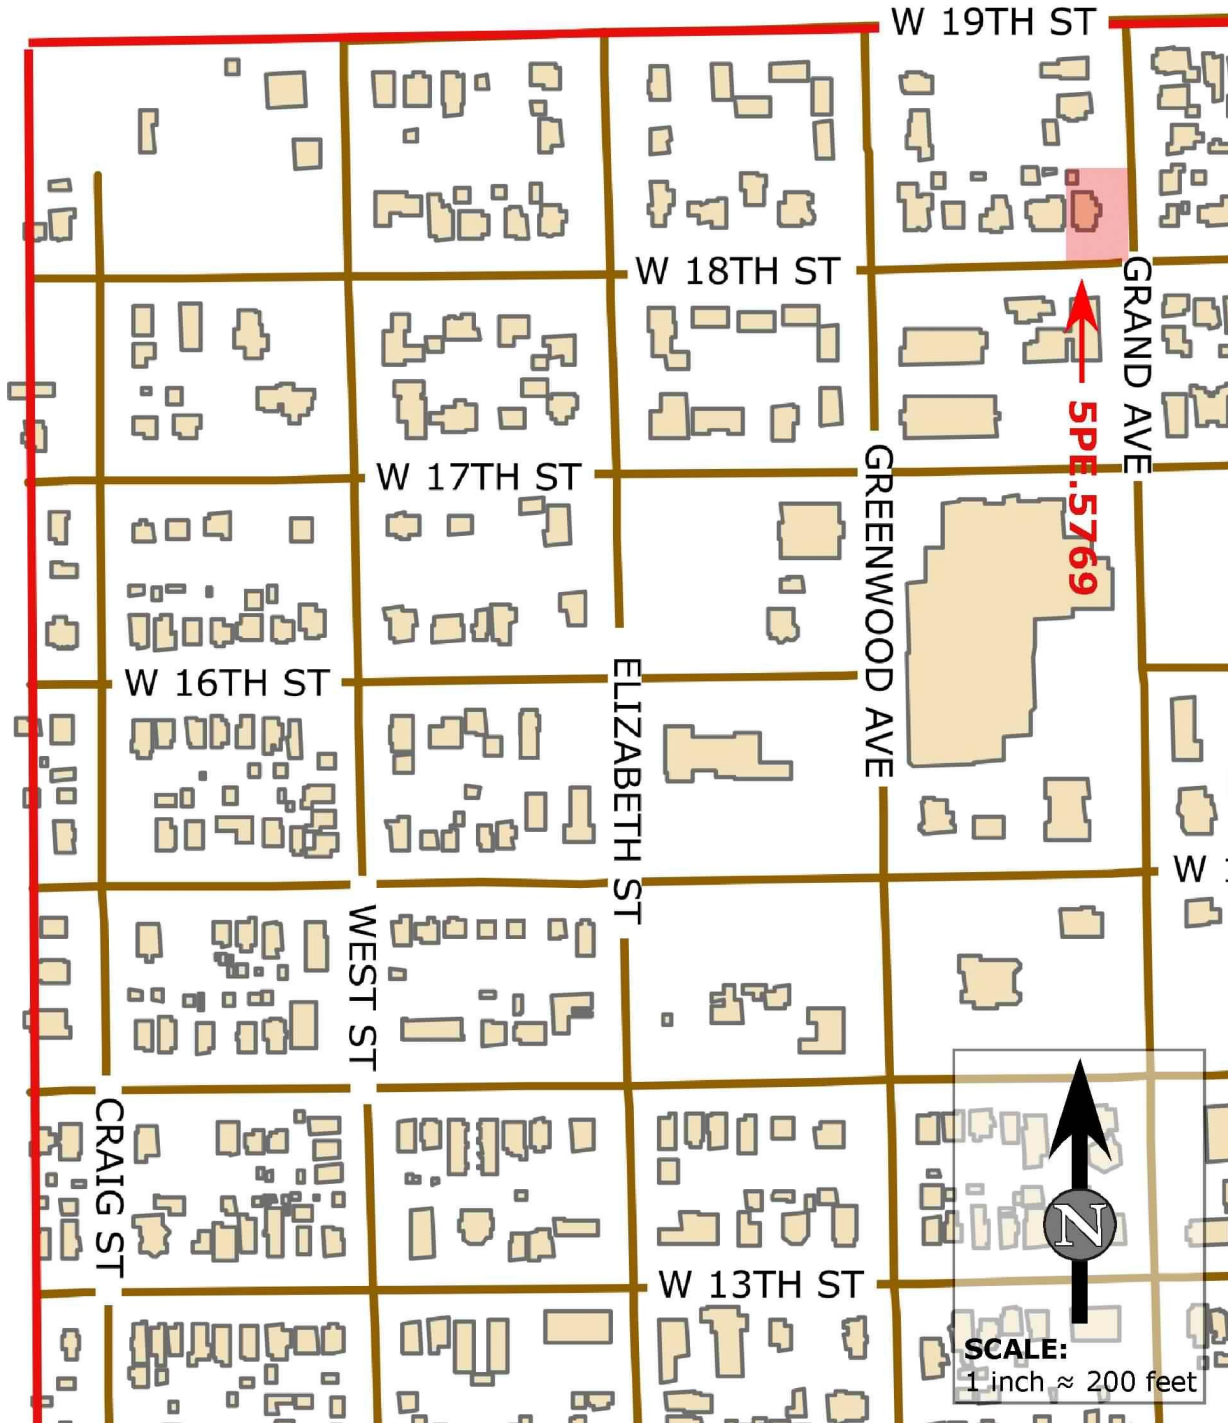 W 19TH ST
W 18TH ST
GRAND AVE
5PE.5769
GREENWOOD AVE
W 17TH ST
ELIZABETH ST
W 16TH ST
W
WEST ST
CRAIG ST
N
W 13TH ST
SCALE:
1 inch ≈ 200 feet